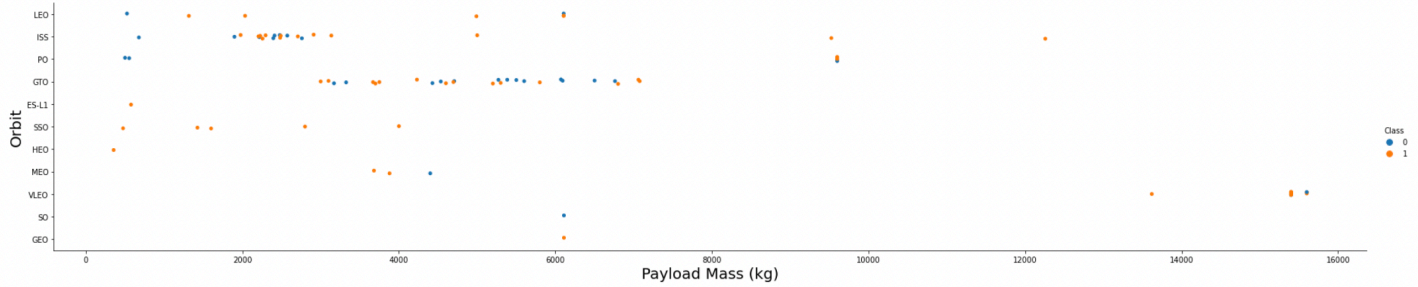 LEO
ISS
PO
GTO
ES-L1
SSO
HEO
MEO
VLEO
SO
GEO
Orbit
0 2000 4000 6000 8000 10000 12000 14000 16000
Payload Mass (kg)
Class
0
1